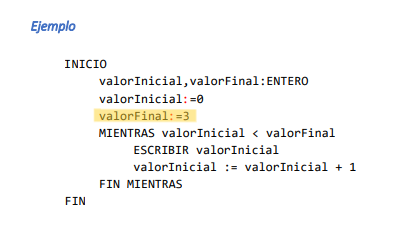 Ejemplo
INICIO
valorInicial,valorFinal:ENTERO
valorInicial:=0
valorFinal:=3
MIENTRAS valorInicial < valorFinal
ESCRIBIR valorInicial
valorInicial := valorInicial + 1
FIN MIENTRAS
FIN